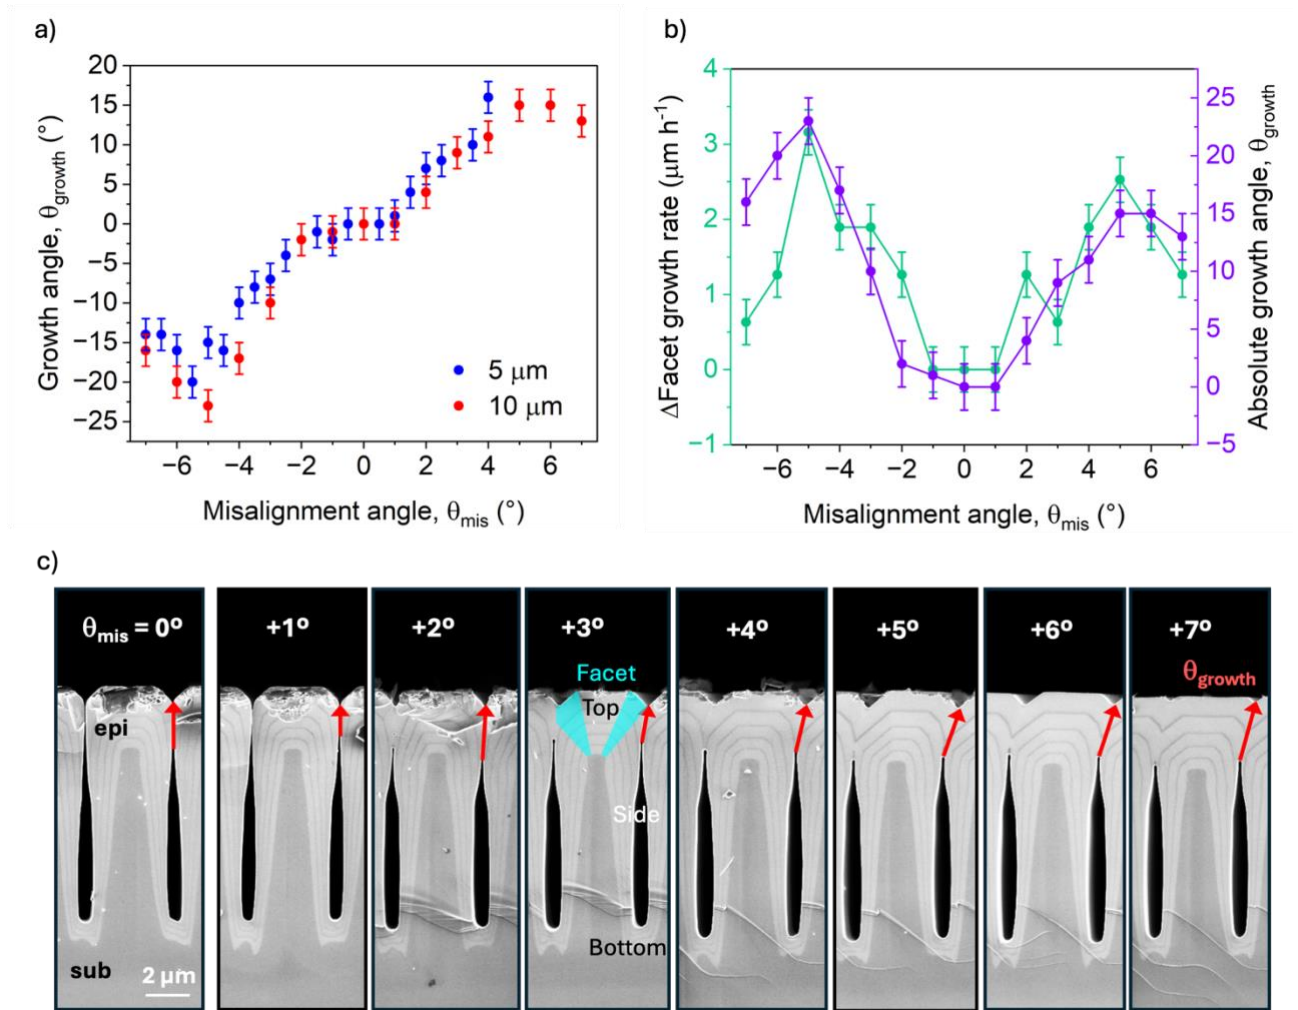 a)
20
15
10
5
0
−5
−10
−15
−20
−25
Growth angle, θgrowth (°)
5 μm
10 μm
−6 −4 −2 0 2 4 6
Misalignment angle, θmis (°)
b)
4
3
2
1
0
−1
ΔFacet growth rate (μm h-1)
25
20
15
10
5
0
−5
Absolute growth angle, θgrowth
−6 −4 −2 0 2 4 6
Misalignment angle, θmis (°)
c)
θmis = 0º
+1º
+2º
+3º
+4º
+5º
+6º
+7º
Facet
θgrowth
Top
epi
Side
Bottom
sub
2 μm